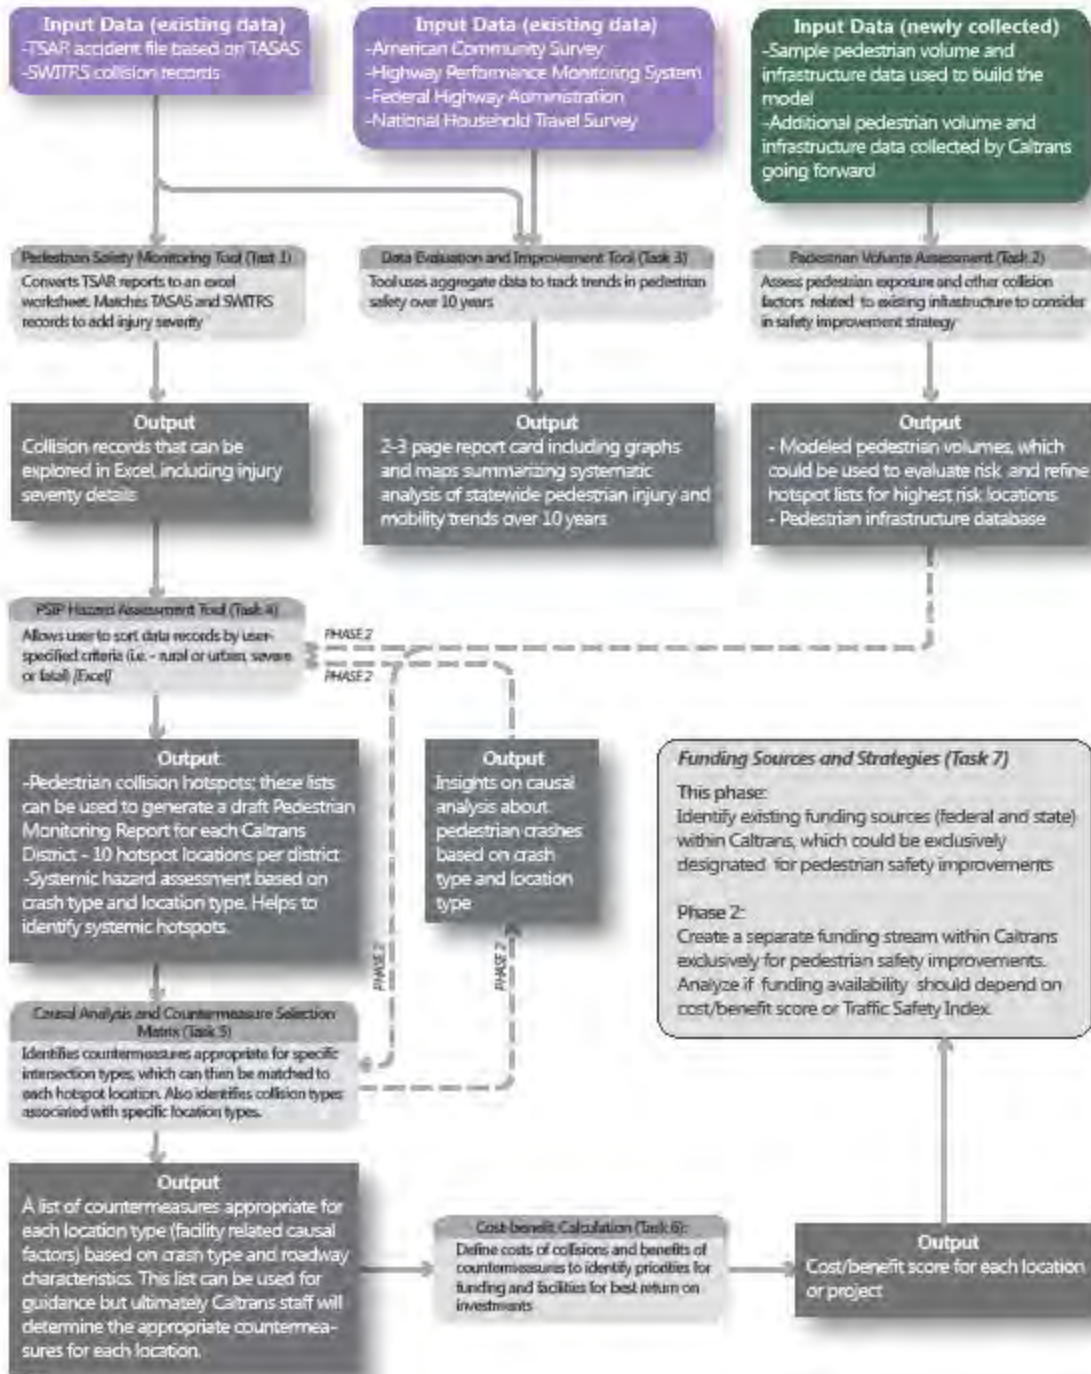 Input Data (existing data)
-TSAR accident file based on TASAS
-SWITRS collision records
Input Data (existing data)
-American Community Survey
-Highway Performance Monitoring System
-Federal Highway Administration
-National Household Travel Survey
Input Data (newly collected)
-Sample pedestrian volume and
infrastructure data used to build the
model
-Additional pedestrian volume and
infrastructure data collected by Caltrans
going forward
Pedestrian Safety Monitoring Tool (Task 1)
Converts TSAR reports to an excel
worksheet. Matches TASAS and SWITRS
records to add injury severity
Data Evaluation and Improvement Tool (Task 3)
Tool uses aggregate data to track trends in pedestrian
safety over 10 years
Pedestrian Volume Assessment (Task 2)
Assess pedestrian exposure and other collision
factors related to existing infrastructure to consider
in safety improvement strategy
Output
Collision records that can be
explored in Excel, including injury
severity details
Output
2-3 page report card including graphs
and maps summarizing systematic
analysis of statewide pedestrian injury and
mobility trends over 10 years
Output
- Modeled pedestrian volumes, which
could be used to evaluate risk and refine
hotspot lists for highest risk locations
- Pedestrian infrastructure database
PSIP Hazard Assessment Tool (Task 4)
Allows user to sort data records by user-
specified criteria (i.e. - rural or urban, severe
or fatal) [Excel]
PHASE 2
PHASE 2
Output
-Pedestrian collision hotspots; these lists
can be used to generate a draft Pedestrian
Monitoring Report for each Caltrans
District - 10 hotspot locations per district
-Systemic hazard assessment based on
crash type and location type. Helps to
identify systemic hotspots.
Output
Insights on causal
analysis about
pedestrian crashes
based on crash
type and location
type
PHASE 2
PHASE 2
Funding Sources and Strategies (Task 7)
This phase:
Identify existing funding sources (federal and state)
within Caltrans, which could be exclusively
designated for pedestrian safety improvements
Phase 2:
Create a separate funding stream within Caltrans
exclusively for pedestrian safety improvements.
Analyze if funding availability should depend on
cost/benefit score or Traffic Safety Index.
Causal Analysis and Countermeasure Selection
Matrix (Task 5)
Identifies countermeasures appropriate for specific
intersection types, which can then be matched to
each hotspot location. Also identifies collision types
associated with specific location types.
Output
A list of countermeasures appropriate for
each location type (facility related causal
factors) based on crash type and roadway
characteristics. This list can be used for
guidance but ultimately Caltrans staff will
determine the appropriate countermea-
sures for each location.
Cost-benefit Calculation (Task 6):
Define costs of collisions and benefits of
countermeasures to identify priorities for
funding and facilities for best return on
investments
Output
Cost/benefit score for each location
or project